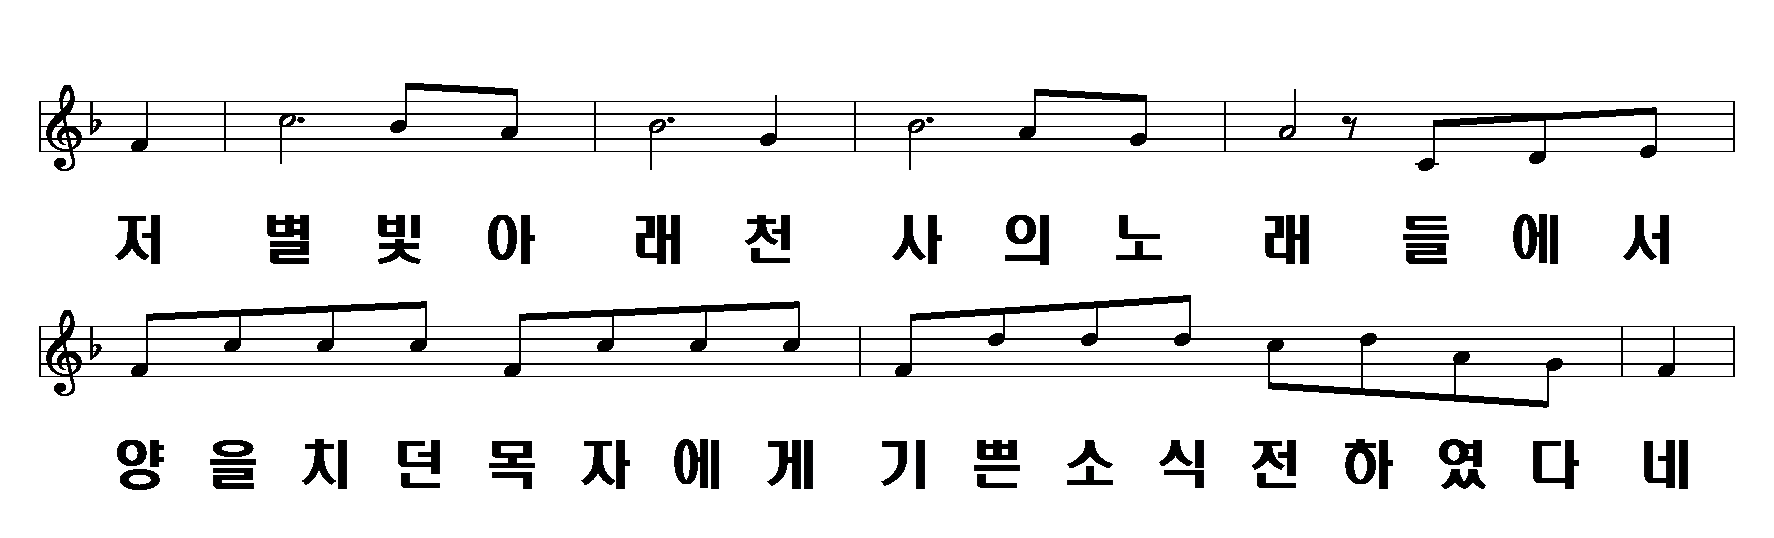 저 별 빛 아 래 천 사 의 노 래 들 에 서
양 을 치 던 목 자 에 게 기 쁜 소 식 전 하 였 다 네